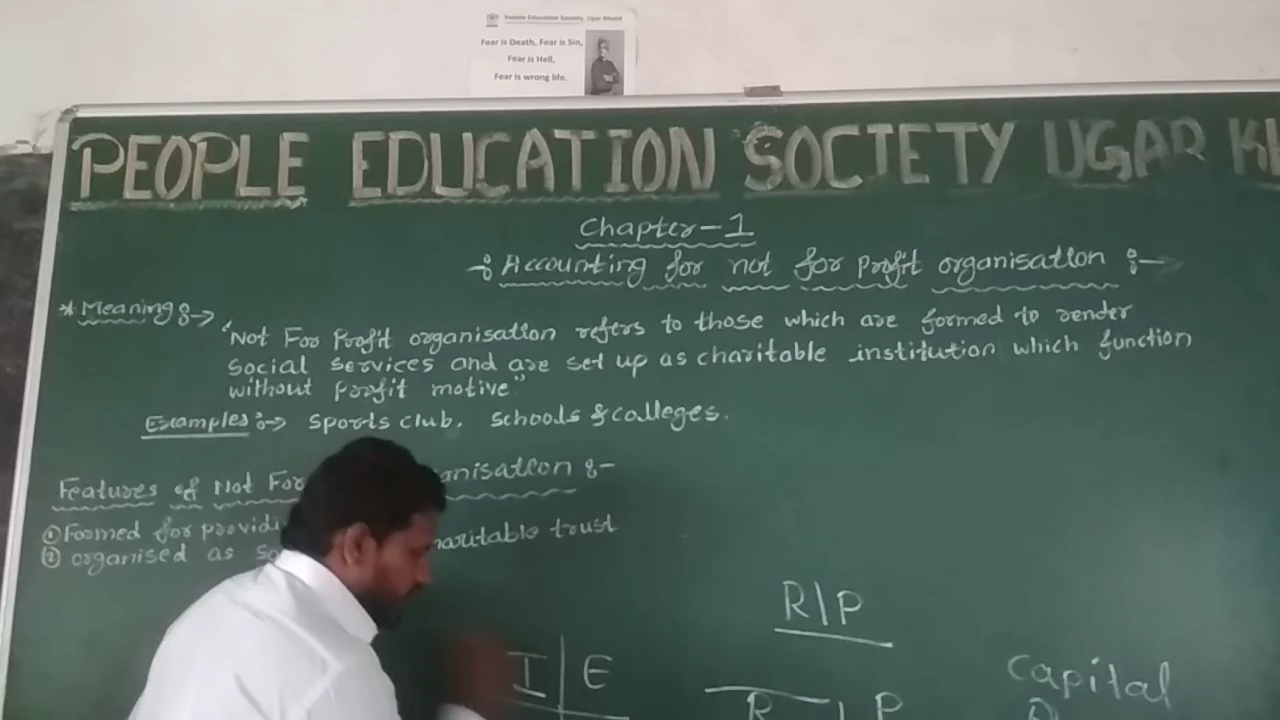 People Education Society, Ugar Khurd
Fear is Death, Fear is Sin,
Fear is Hell,
Fear is wrong life.
PEOPLE EDUCATION SOCIETY UGAR KH
Chapter-1
Accounting for not for profit organisation :→
* Meaning :→
"Not For Profit organisation refers to those which are formed to render
social services and are set up as charitable institution which function
without profit motive"
Examples :→ sports club, schools & colleges.
Features of Not For anisation :-
① Formed for providi
② organised as so haritable trust
R|P
I E
R P
Capital